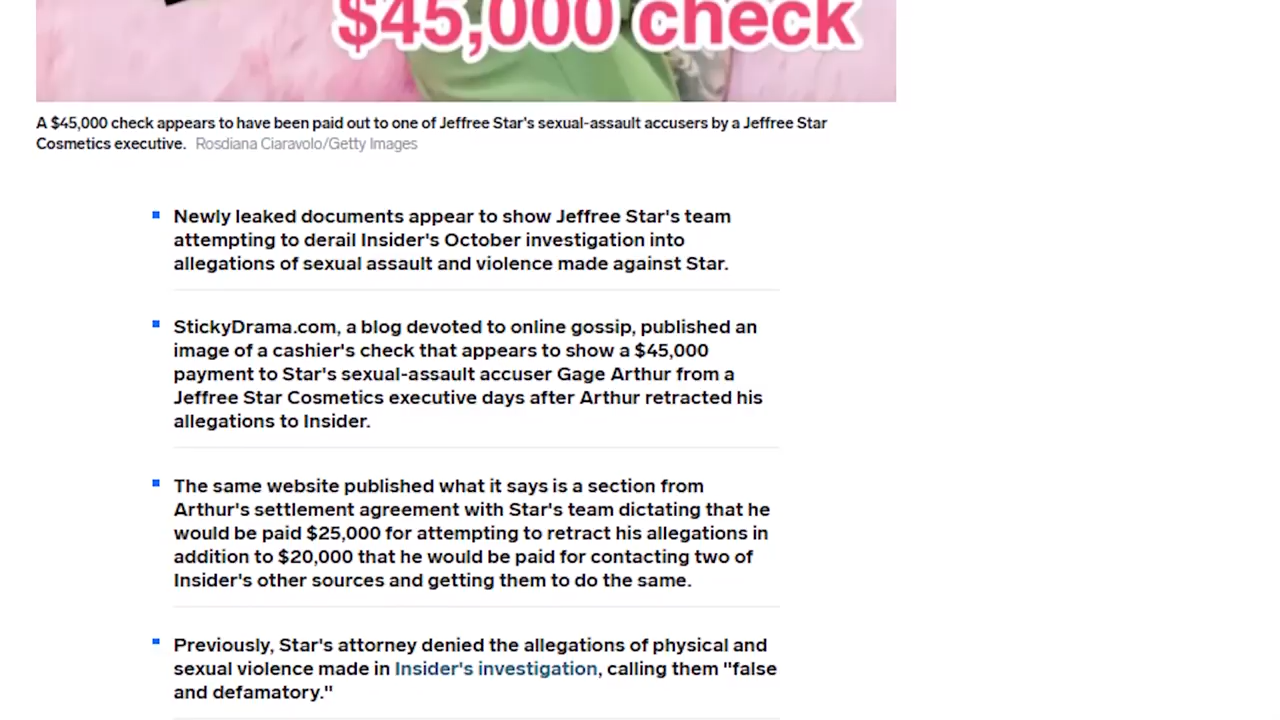 $45,000 check
A $45,000 check appears to have been paid out to one of Jeffree Star's sexual-assault accusers by a Jeffree Star
Cosmetics executive. Rosdiana Ciaravolo/Getty Images
Newly leaked documents appear to show Jeffree Star's team
attempting to derail Insider's October investigation into
allegations of sexual assault and violence made against Star.
StickyDrama.com, a blog devoted to online gossip, published an
image of a cashier's check that appears to show a $45,000
payment to Star's sexual-assault accuser Gage Arthur from a
Jeffree Star Cosmetics executive days after Arthur retracted his
allegations to Insider.
The same website published what it says is a section from
Arthur's settlement agreement with Star's team dictating that he
would be paid $25,000 for attempting to retract his allegations in
addition to $20,000 that he would be paid for contacting two of
Insider's other sources and getting them to do the same.
Previously, Star's attorney denied the allegations of physical and
sexual violence made in Insider's investigation, calling them "false
and defamatory."